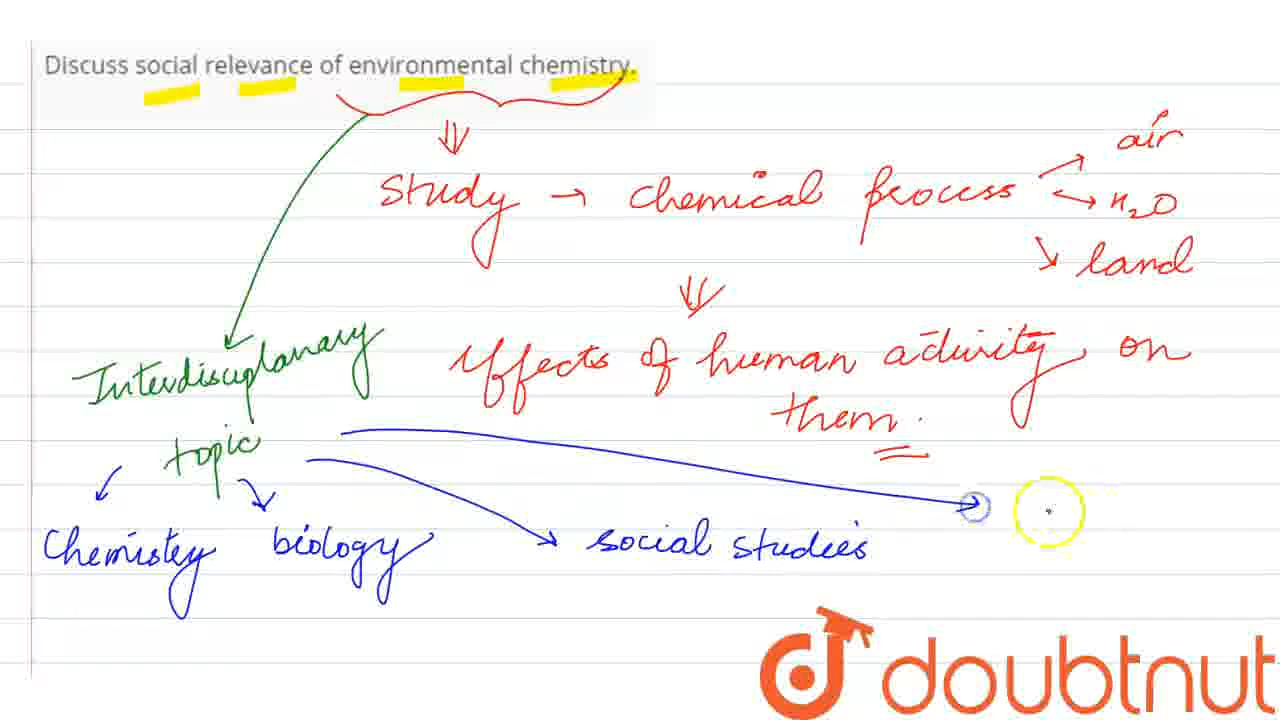 Discuss social relevance of environmental chemistry.
air
Study → chemical process
H₂O
land
Effects of human activity on
them.
Interdisciplanary
topic
Chemistry biology social studies
doubtnut